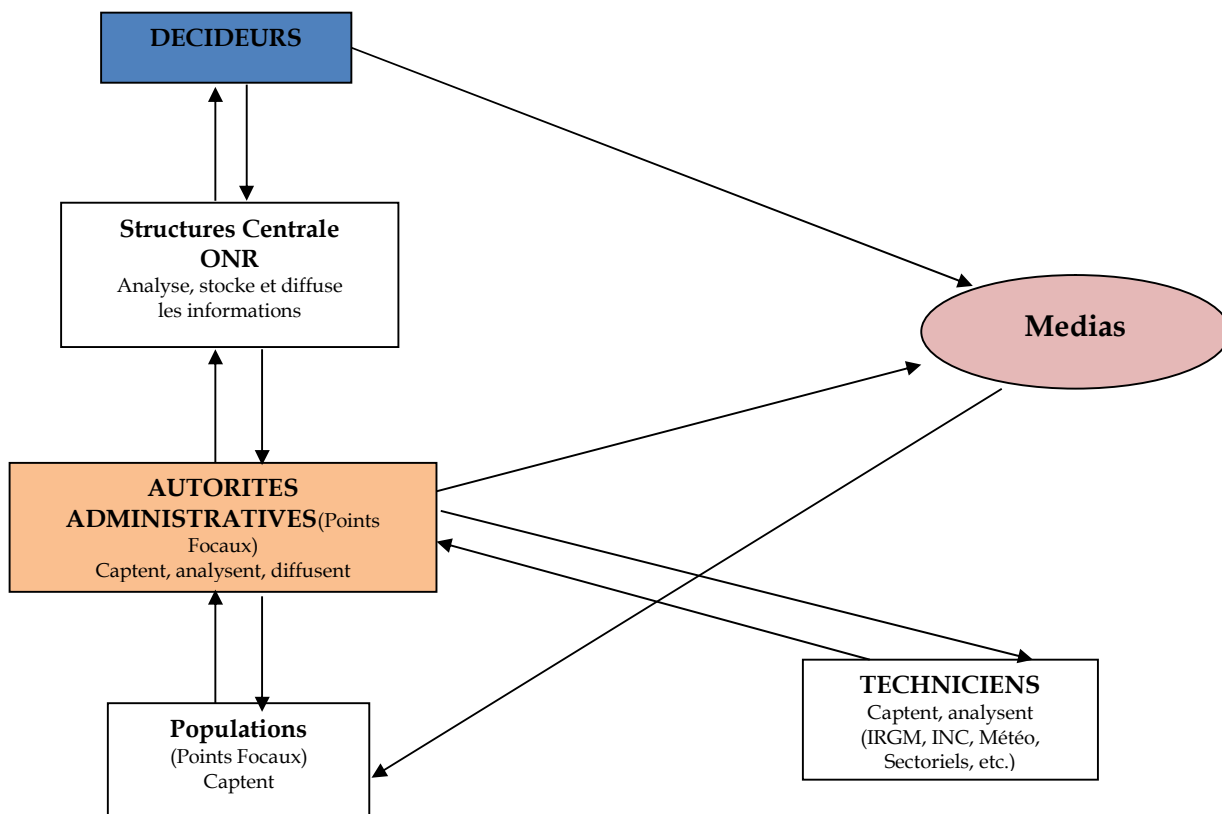 DECIDEURS
Structures Centrale
ONR
Analyse, stocke et diffuse
les informations
Medias
AUTORITES
ADMINISTRATIVES(Points
Focaux)
Captent, analysent, diffusent
TECHNICIENS
Captent, analysent
(IRGM, INC, Météo,
Sectoriels, etc.)
Populations
(Points Focaux)
Captent